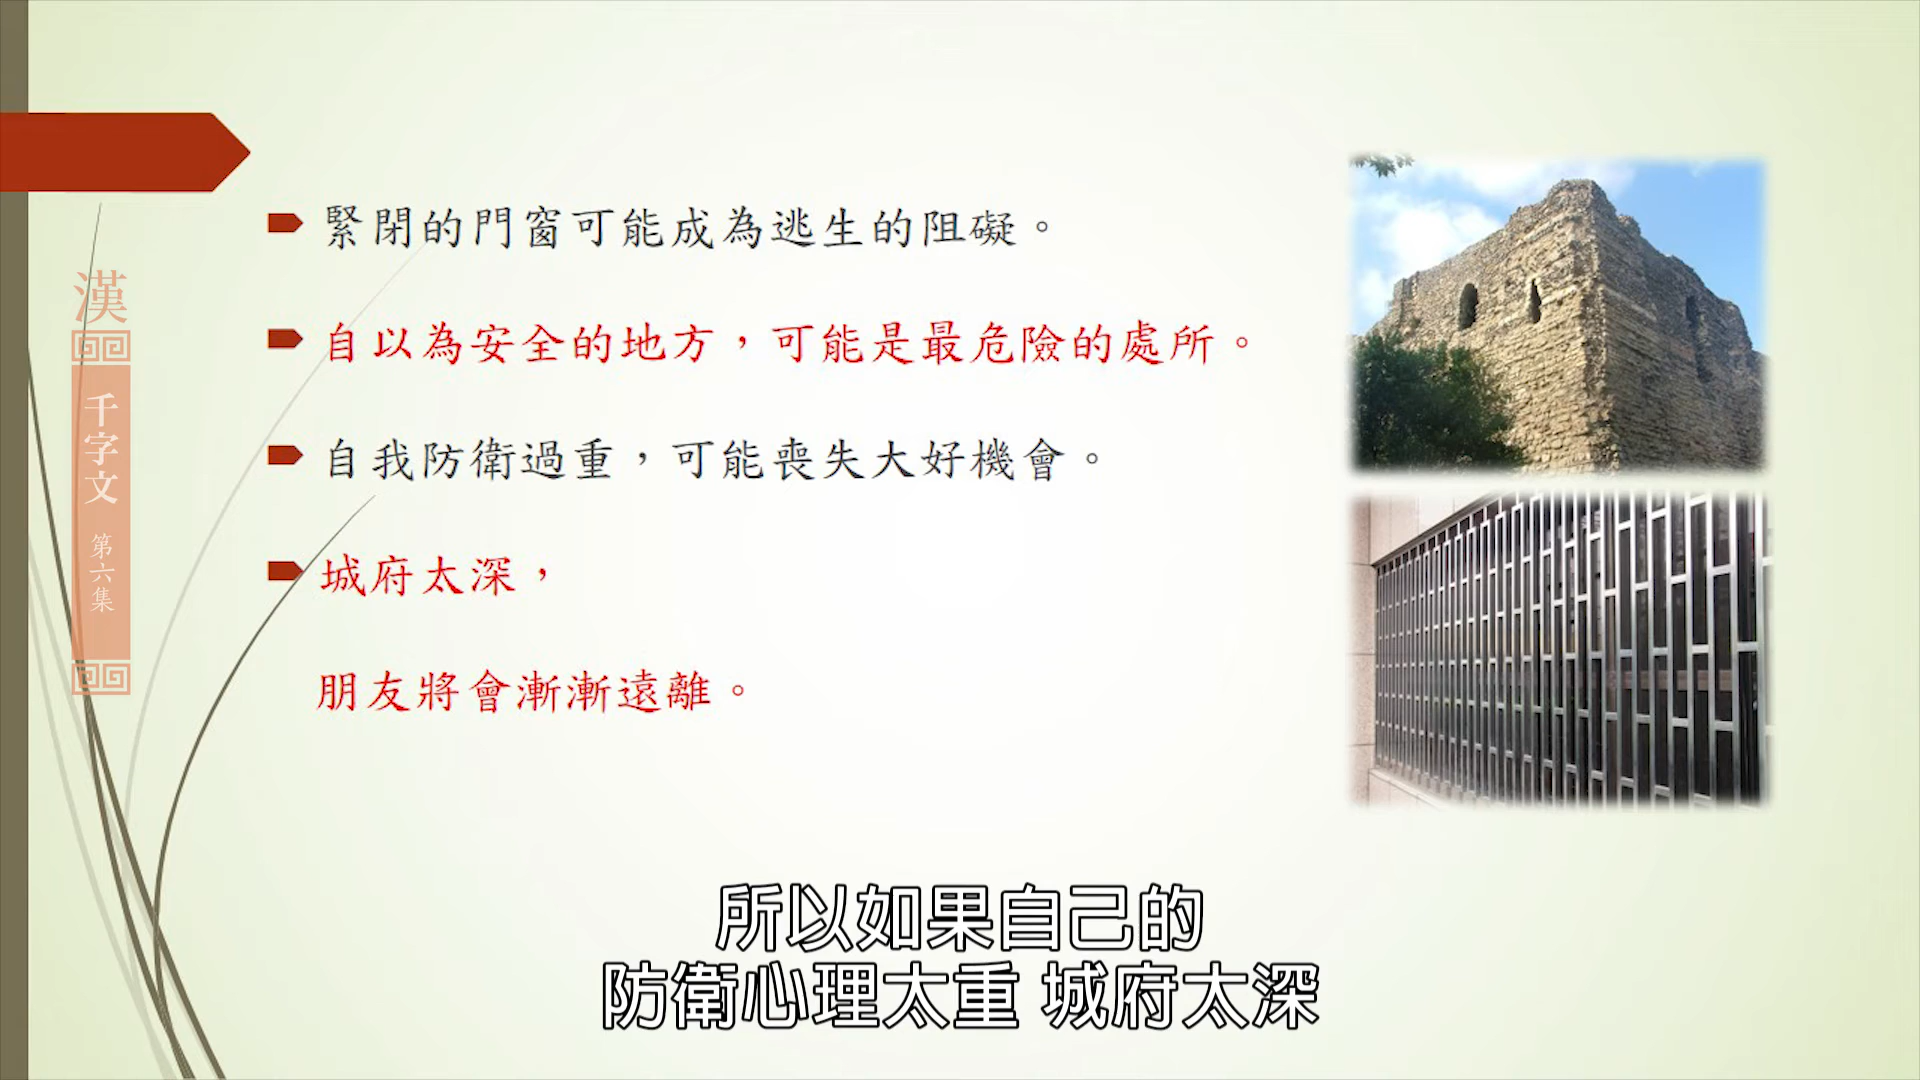 緊閉的門窗可能成為逃生的阻礙。
自以為安全的地方，可能是最危險的處所。
自我防衛過重，可能喪失大好機會。
城府太深，
朋友將會漸漸遠離。
漢
千字文
第六集
所以如果自己的
防衛心理太重 城府太深